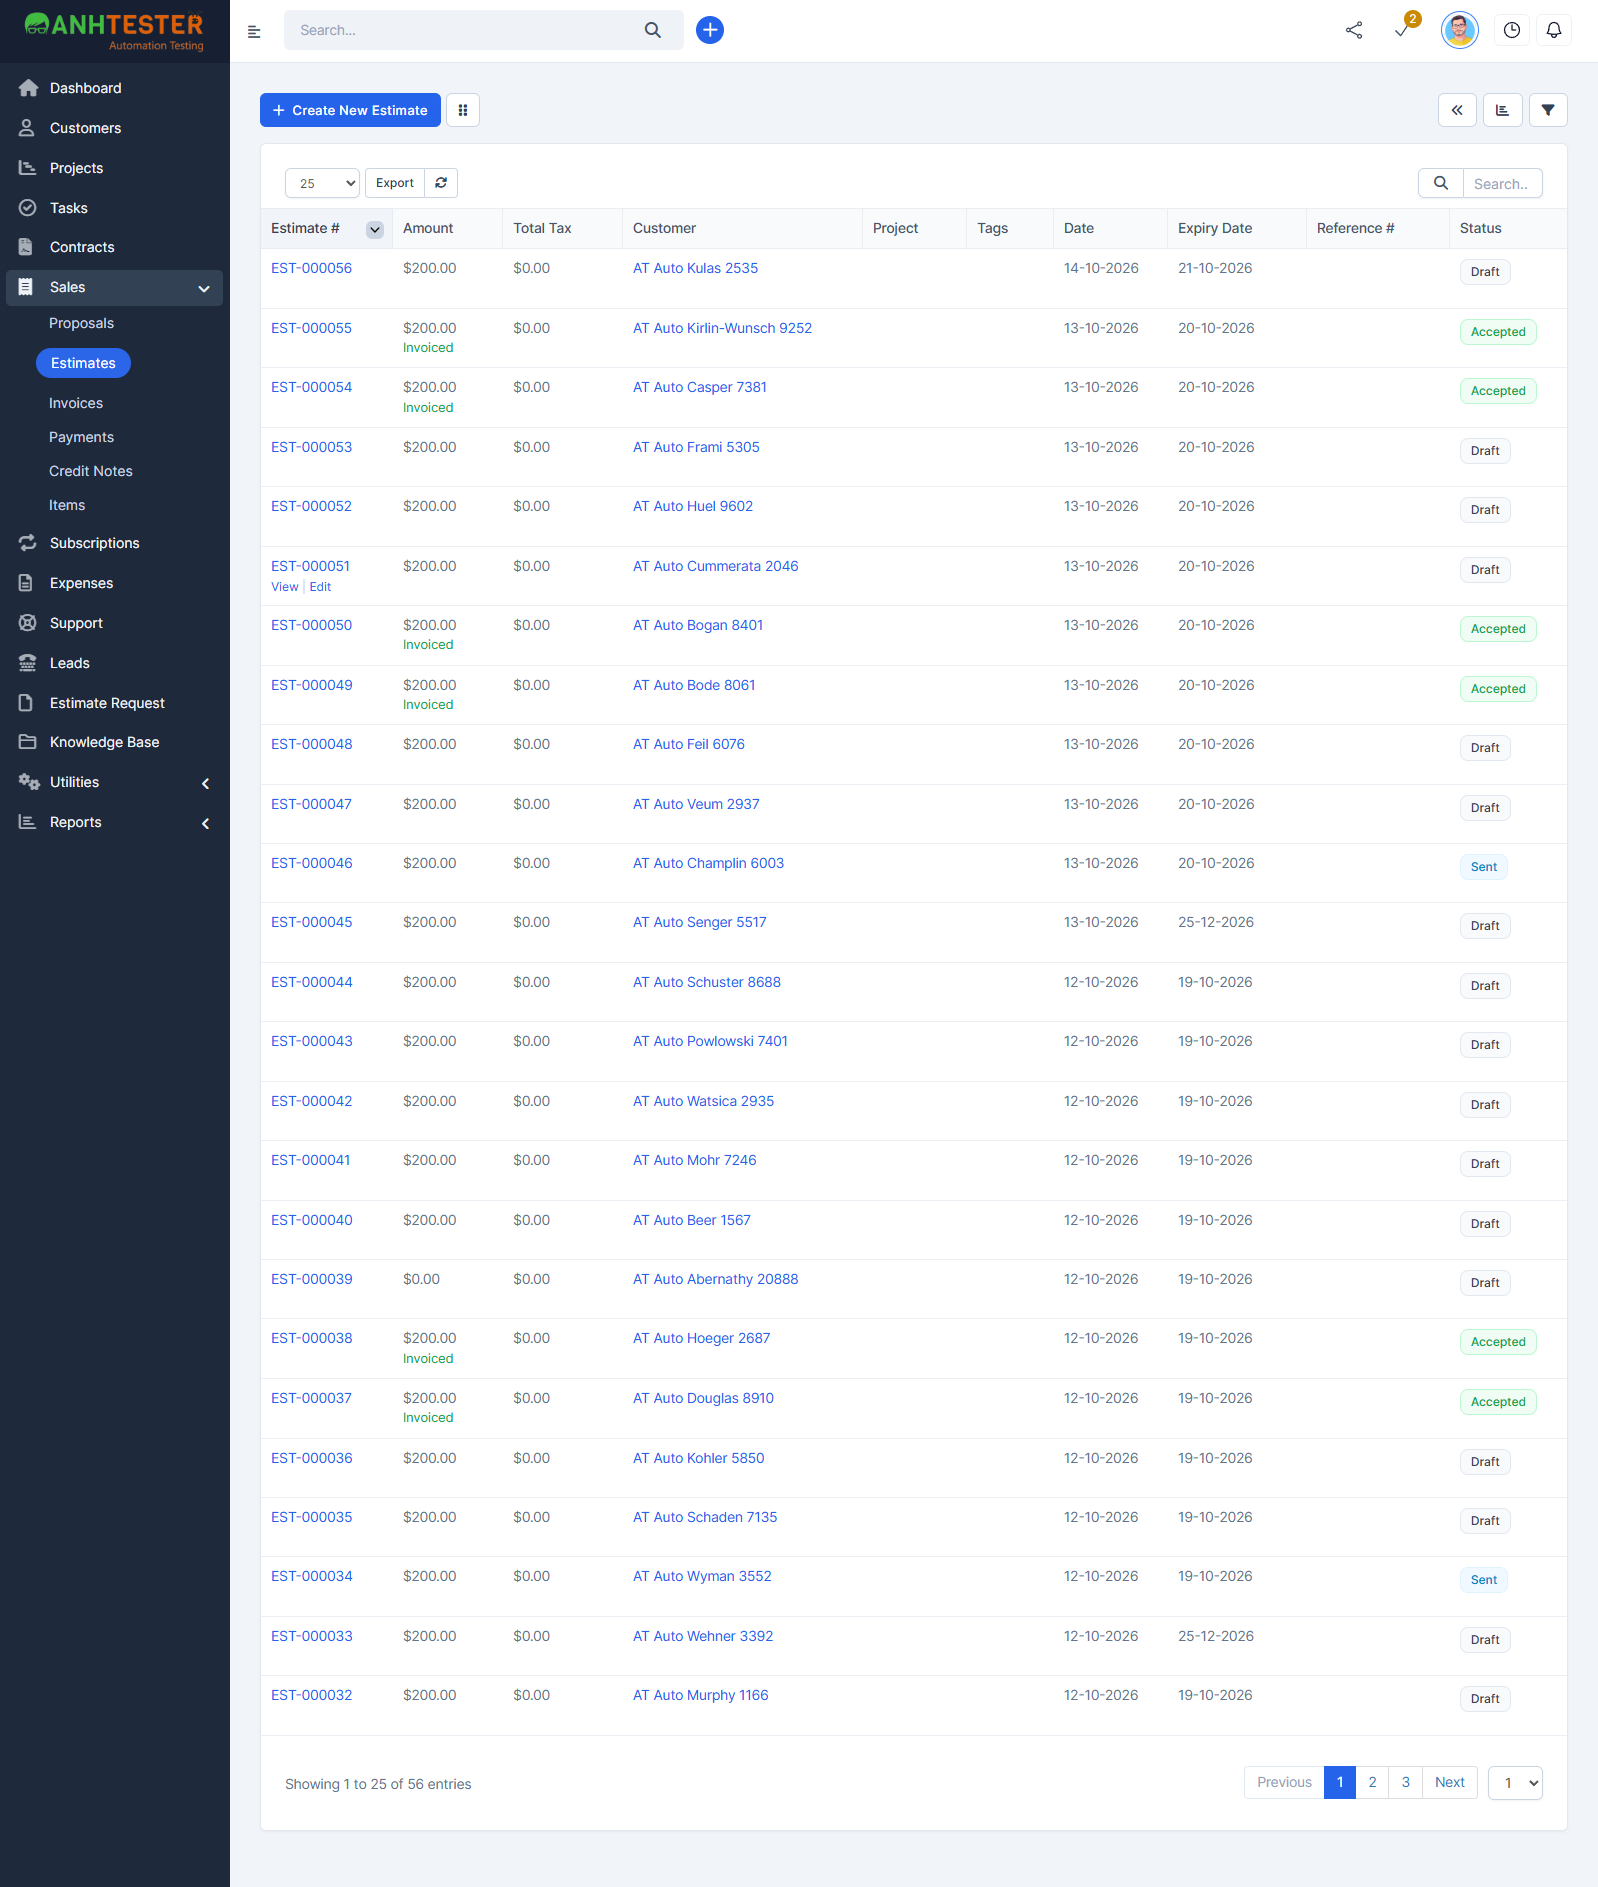 ANHTESTER
Automation Testing
Search...
2
Dashboard
Customers
Projects
Tasks
Contracts
Sales
Proposals
Estimates
Invoices
Payments
Credit Notes
Items
Subscriptions
Expenses
Support
Leads
Estimate Request
Knowledge Base
Utilities
Reports
Create New Estimate
25 Export Search..
Estimate # Amount Total Tax Customer Project Tags Date Expiry Date Reference # Status
EST-000056 $200.00 $0.00 AT Auto Kulas 2535 14-10-2026 21-10-2026 Draft
EST-000055 $200.00 $0.00 AT Auto Kirlin-Wunsch 9252 13-10-2026 20-10-2026 Accepted
Invoiced
EST-000054 $200.00 $0.00 AT Auto Casper 7381 13-10-2026 20-10-2026 Accepted
Invoiced
EST-000053 $200.00 $0.00 AT Auto Frami 5305 13-10-2026 20-10-2026 Draft
EST-000052 $200.00 $0.00 AT Auto Huel 9602 13-10-2026 20-10-2026 Draft
EST-000051 $200.00 $0.00 AT Auto Cummerata 2046 13-10-2026 20-10-2026 Draft
View | Edit
EST-000050 $200.00 $0.00 AT Auto Bogan 8401 13-10-2026 20-10-2026 Accepted
Invoiced
EST-000049 $200.00 $0.00 AT Auto Bode 8061 13-10-2026 20-10-2026 Accepted
Invoiced
EST-000048 $200.00 $0.00 AT Auto Feil 6076 13-10-2026 20-10-2026 Draft
EST-000047 $200.00 $0.00 AT Auto Veum 2937 13-10-2026 20-10-2026 Draft
EST-000046 $200.00 $0.00 AT Auto Champlin 6003 13-10-2026 20-10-2026 Sent
EST-000045 $200.00 $0.00 AT Auto Senger 5517 13-10-2026 25-12-2026 Draft
EST-000044 $200.00 $0.00 AT Auto Schuster 8688 12-10-2026 19-10-2026 Draft
EST-000043 $200.00 $0.00 AT Auto Powlowski 7401 12-10-2026 19-10-2026 Draft
EST-000042 $200.00 $0.00 AT Auto Watsica 2935 12-10-2026 19-10-2026 Draft
EST-000041 $200.00 $0.00 AT Auto Mohr 7246 12-10-2026 19-10-2026 Draft
EST-000040 $200.00 $0.00 AT Auto Beer 1567 12-10-2026 19-10-2026 Draft
EST-000039 $0.00 $0.00 AT Auto Abernathy 20888 12-10-2026 19-10-2026 Draft
EST-000038 $200.00 $0.00 AT Auto Hoeger 2687 12-10-2026 19-10-2026 Accepted
Invoiced
EST-000037 $200.00 $0.00 AT Auto Douglas 8910 12-10-2026 19-10-2026 Accepted
Invoiced
EST-000036 $200.00 $0.00 AT Auto Kohler 5850 12-10-2026 19-10-2026 Draft
EST-000035 $200.00 $0.00 AT Auto Schaden 7135 12-10-2026 19-10-2026 Draft
EST-000034 $200.00 $0.00 AT Auto Wyman 3552 12-10-2026 19-10-2026 Sent
EST-000033 $200.00 $0.00 AT Auto Wehner 3392 12-10-2026 25-12-2026 Draft
EST-000032 $200.00 $0.00 AT Auto Murphy 1166 12-10-2026 19-10-2026 Draft
Showing 1 to 25 of 56 entries Previous 1 2 3 Next 1